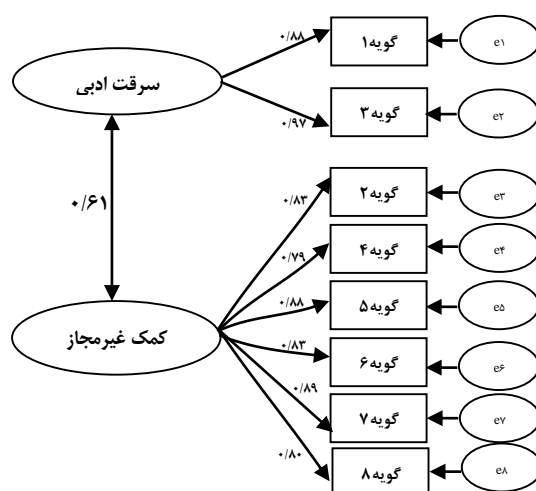 ۰/۸۸
گویه۱
e۱
سرقت ادبی
۰/۹۷
گویه۳
e۲
۰/۶۱
۰/۸۳
گویه۲
e۳
۰/۷۹
گویه۴
e۴
۰/۸۸
گویه۵
e۵
کمک غیرمجاز
۰/۸۳
گویه۶
e۶
۰/۸۹
گویه۷
e۷
۰/۸۰
گویه۸
e۸